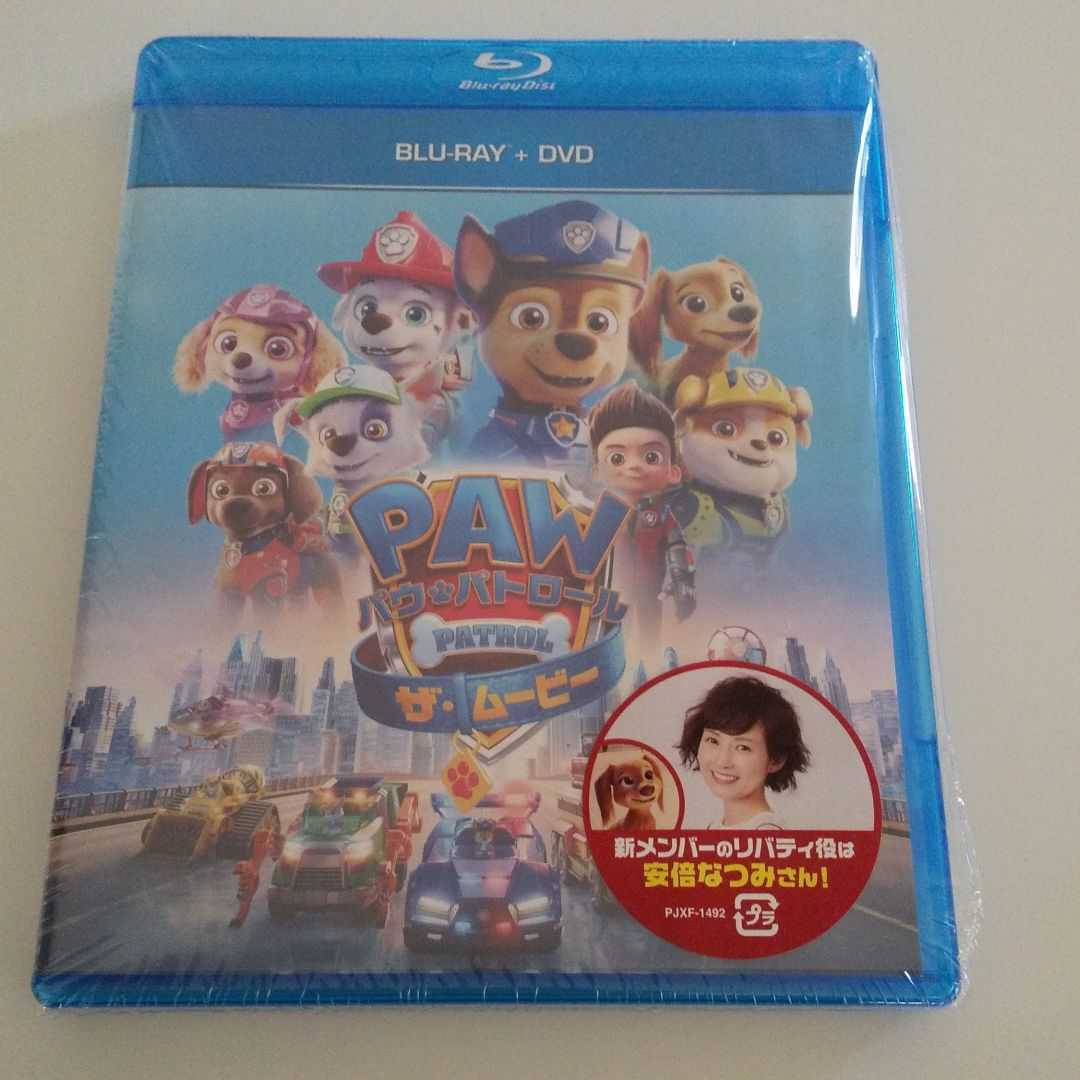 Blu-ray Disc
BLU-RAY™ + DVD
PAW
パウ・パトロール
PATROL
ザ・ムービー
新メンバーのリバティ役は
安倍なつみさん!
PJXF-1492
プラ